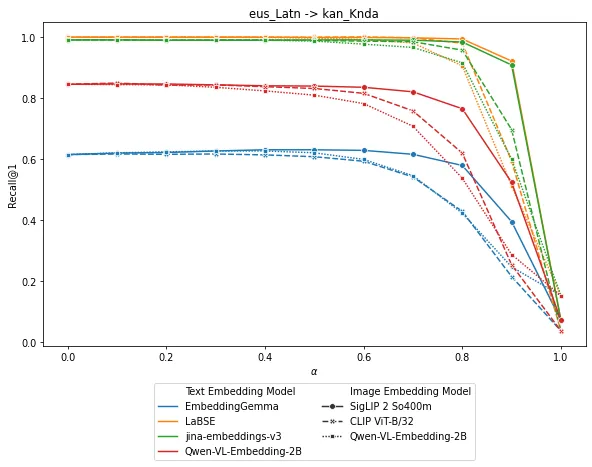 eus_Latn -> kan_Knda
Recall@1
1.0
0.8
0.6
0.4
0.2
0.0
0.0 0.2 0.4 0.6 0.8 1.0
α
Text Embedding Model
EmbeddingGemma
LaBSE
jina-embeddings-v3
Qwen-VL-Embedding-2B
Image Embedding Model
SigLIP 2 So400m
CLIP ViT-B/32
Qwen-VL-Embedding-2B